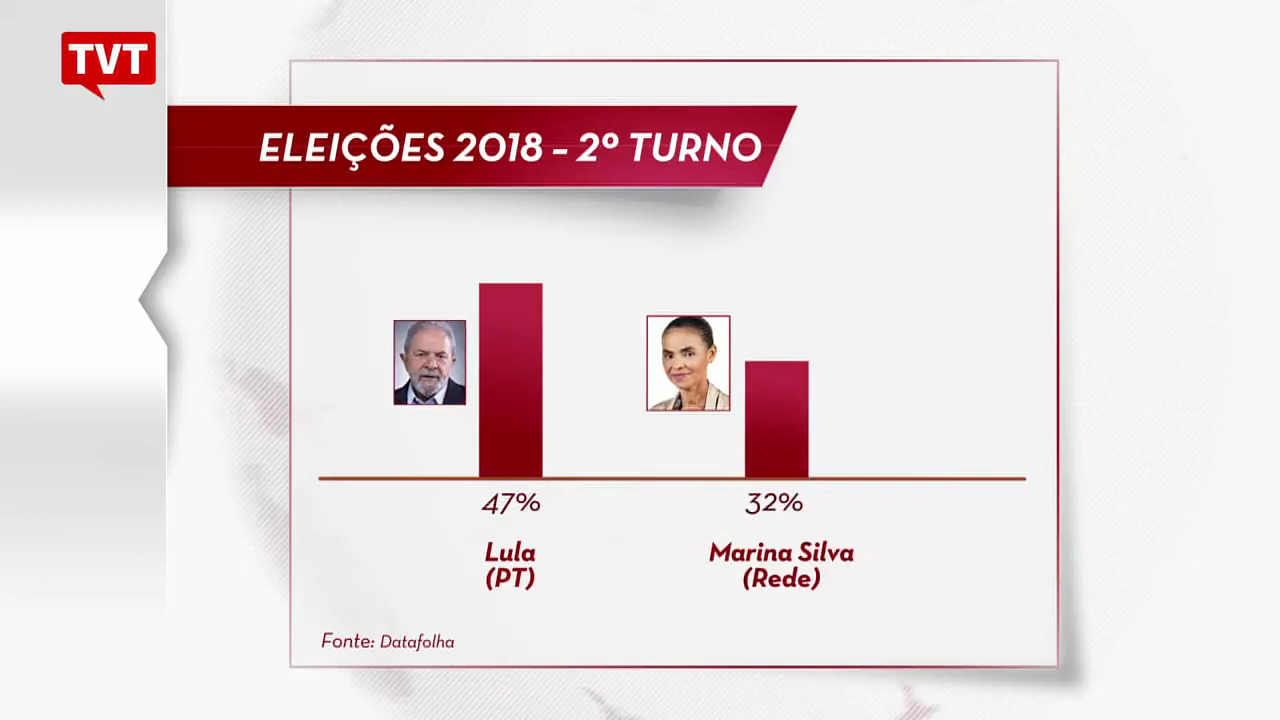 TVT
ELEIÇÕES 2018 – 2º TURNO
47%
32%
Lula
(PT)
Marina Silva
(Rede)
Fonte: Datafolha